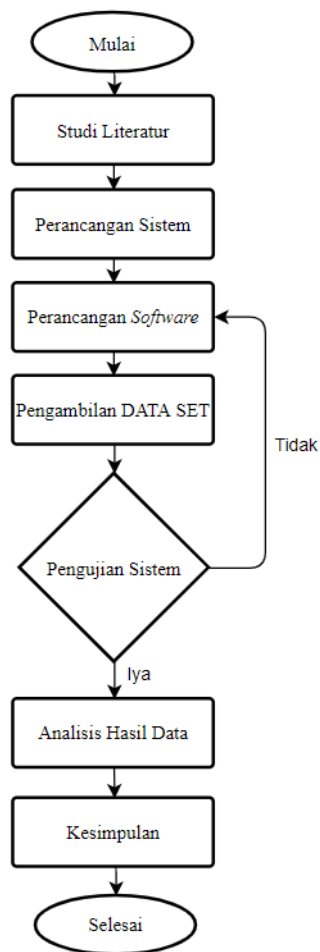 Mulai
Studi Literatur
Perancangan Sistem
Perancangan Software
Pengambilan DATA SET
Tidak
Pengujian Sistem
Iya
Analisis Hasil Data
Kesimpulan
Selesai